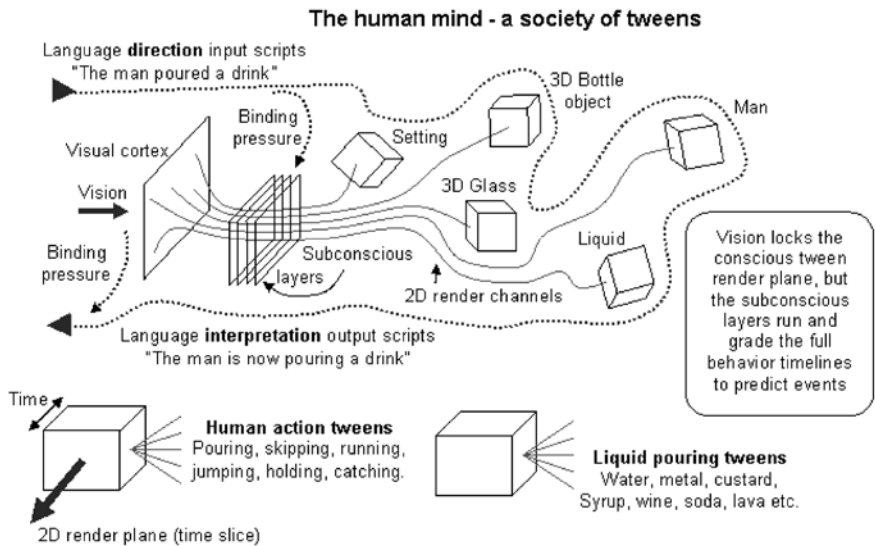 The human mind - a society of tweens
Language direction input scripts
"The man poured a drink"
3D Bottle
object
Man
Binding
pressure
Setting
Visual cortex
Vision
3D Glass
Binding
pressure
Subconscious
layers
Liquid
2D render channels
Language interpretation output scripts
"The man is now pouring a drink"
Vision locks the
conscious tween
render plane, but
the subconscious
layers run and
grade the full
behavior timelines
to predict events
Time
Human action tweens
Pouring, skipping, running,
jumping, holding, catching.
2D render plane (time slice)
Liquid pouring tweens
Water, metal, custard,
Syrup, wine, soda, lava etc.